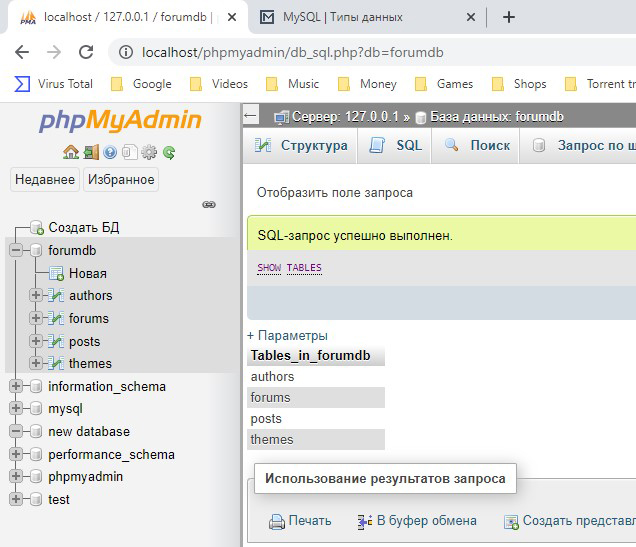 localhost / 127.0.0.1 / forumdb | p
MySQL | Типы данных
localhost/phpmyadmin/db_sql.php?db=forumdb
Virus Total Google Videos Music Money Games Shops Torrent tr
phpMyAdmin
Недавнее Избранное
Создать БД
forumdb
Новая
authors
forums
posts
themes
information_schema
mysql
new database
performance_schema
phpmyadmin
test
Сервер: 127.0.0.1 » База данных: forumdb
Структура SQL Поиск Запрос по ш
Отобразить поле запроса
SQL-запрос успешно выполнен.
SHOW TABLES
+ Параметры
Tables_in_forumdb
authors
forums
posts
themes
Использование результатов запроса
Печать В буфер обмена Создать представл